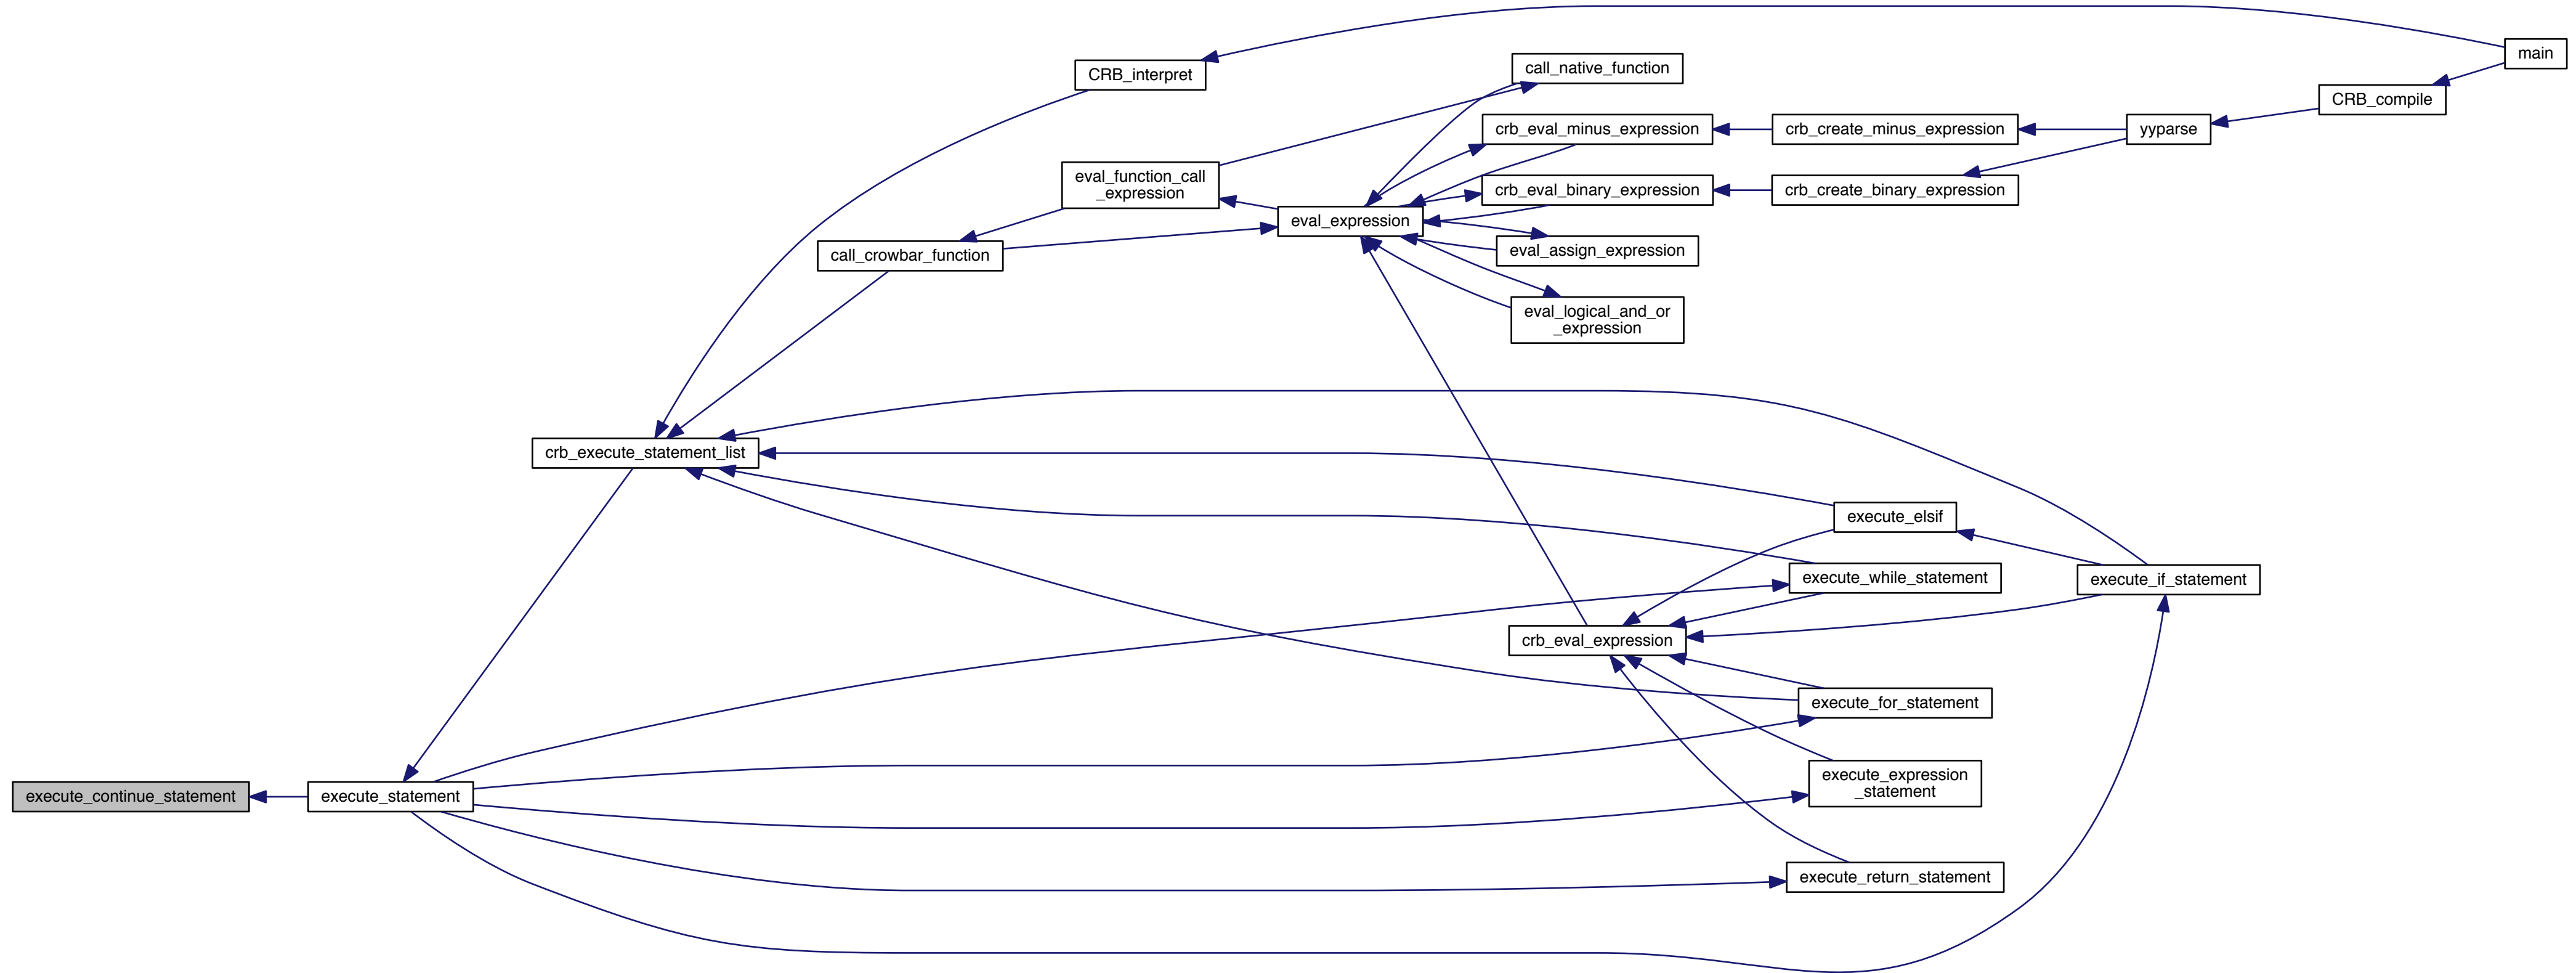 main
CRB_interpret
call_native_function
CRB_compile
crb_eval_minus_expression
crb_create_minus_expression
yyparse
eval_function_call
_expression
crb_eval_binary_expression
crb_create_binary_expression
eval_expression
call_crowbar_function
eval_assign_expression
eval_logical_and_or
_expression
crb_execute_statement_list
execute_elsif
execute_while_statement
execute_if_statement
crb_eval_expression
execute_for_statement
execute_expression
_statement
execute_continue_statement
execute_statement
execute_return_statement